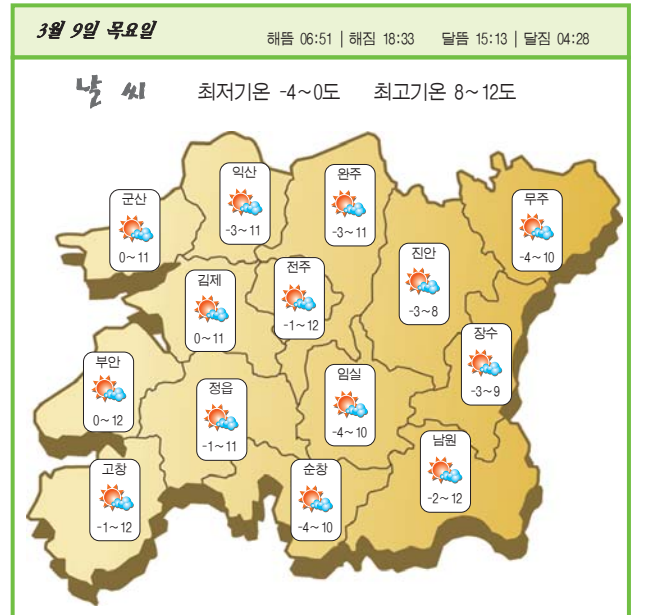 3월 9일 목요일
해뜸 06:51 | 해짐 18:33 달뜸 15:13 | 달짐 04:28
날 씨 최저기온 -4~0도 최고기온 8~12도
익산
-3~11
완주
-3~11
군산
0~11
무주
-4~10
진안
-3~8
전주
-1~12
김제
0~11
장수
-3~9
부안
0~12
임실
-4~10
정읍
-1~11
남원
-2~12
고창
-1~12
순창
-4~10